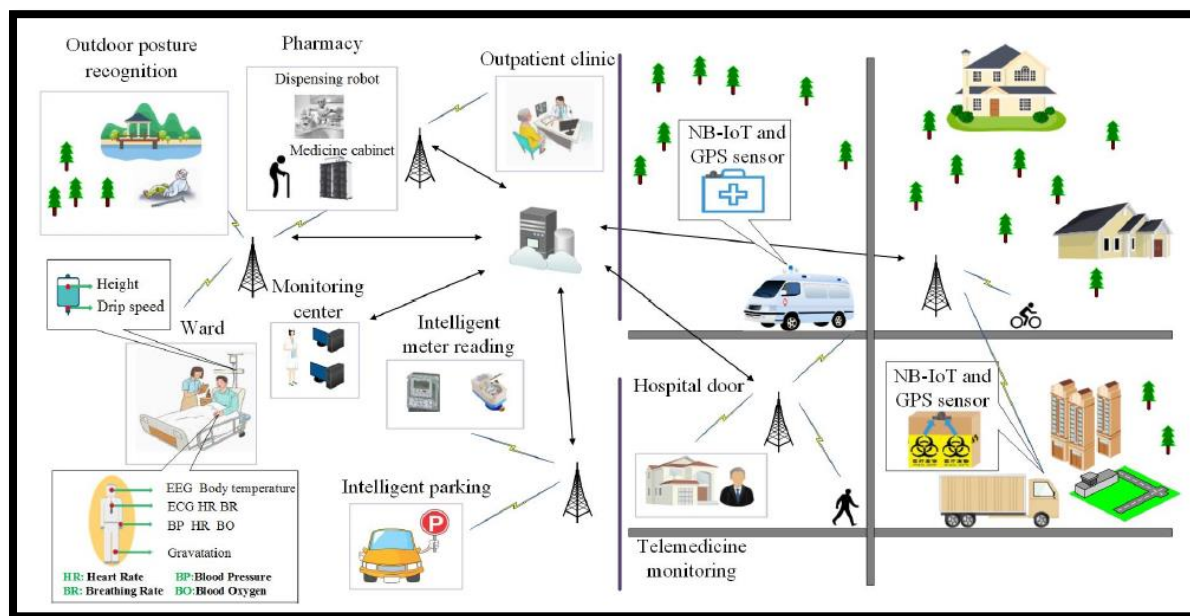 Outdoor posture
recognition
Pharmacy
Dispensing robot
Medicine cabinet
Outpatient clinic
NB-IoT and
GPS sensor
Height
Drip speed
Ward
Monitoring
center
Intelligent
meter reading
Hospital door
NB-IoT and
GPS sensor
Intelligent parking
P
EEG Body temperature
ECG HR BR
BP HR BO
Gravatation
HR: Heart Rate BP:Blood Pressure
BR: Breathing Rate BO:Blood Oxygen
Telemedicine
monitoring